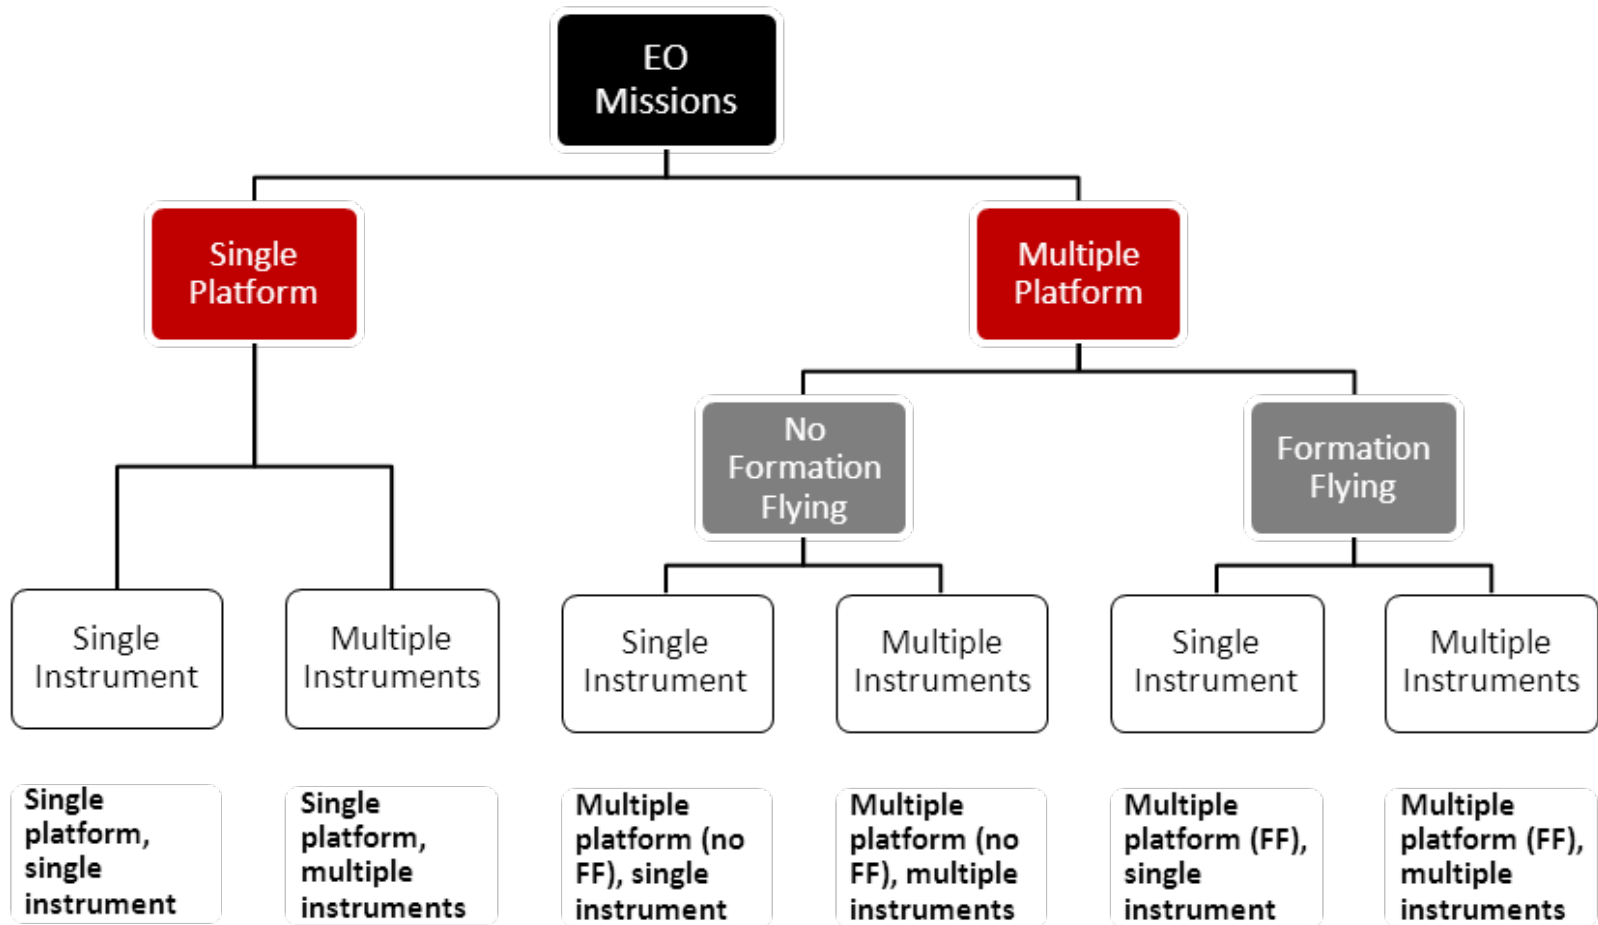 EO
Missions
Single
Platform
Multiple
Platform
No
Formation
Flying
Formation
Flying
Single
Instrument
Multiple
Instruments
Single
Instrument
Multiple
Instruments
Single
Instrument
Multiple
Instruments
Single
platform,
single
instrument
Single
platform,
multiple
instruments
Multiple
platform (no
FF), single
instrument
Multiple
platform (no
FF), multiple
instruments
Multiple
platform (FF),
single
instrument
Multiple
platform (FF),
multiple
instruments